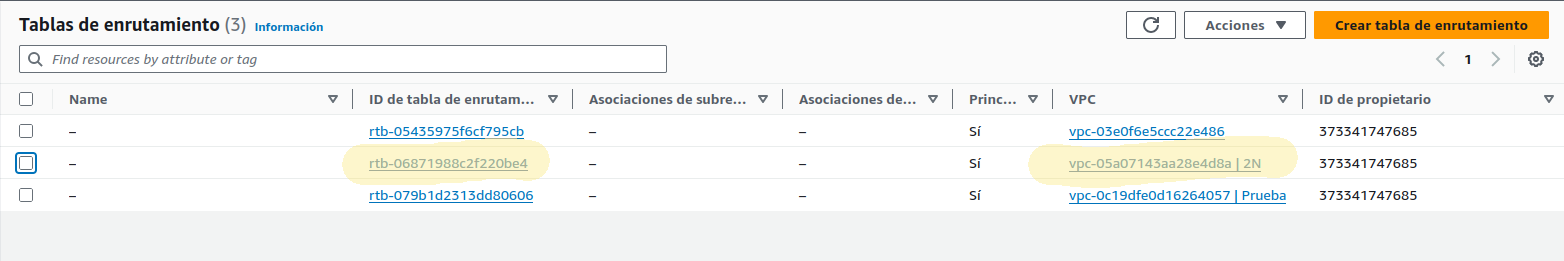 Tablas de enrutamiento (3) Información
Acciones
Crear tabla de enrutamiento
Find resources by attribute or tag
1
Name ID de tabla de enrutam... Asociaciones de subre... Asociaciones de... Princ... VPC ID de propietario
– rtb-05435975f6cf795cb – – Sí vpc-03e0f6e5ccc22e486 373341747685
– rtb-06871988c2f220be4 – – Sí vpc-05a07143aa28e4d8a | 2N 373341747685
– rtb-079b1d2313dd80606 – – Sí vpc-0c19dfe0d16264057 | Prueba 373341747685